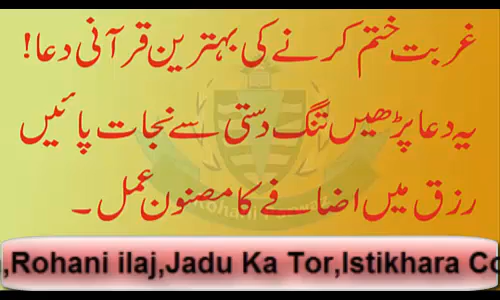 غربت ختم کرنے کی بہترین قرآنی دعا!
یہ دعا پڑھیں تنگ دستی سے نجات پائیں
رزق میں اضافے کا مصنون عمل۔
,Rohani ilaj,Jadu Ka Tor,Istikhara Co